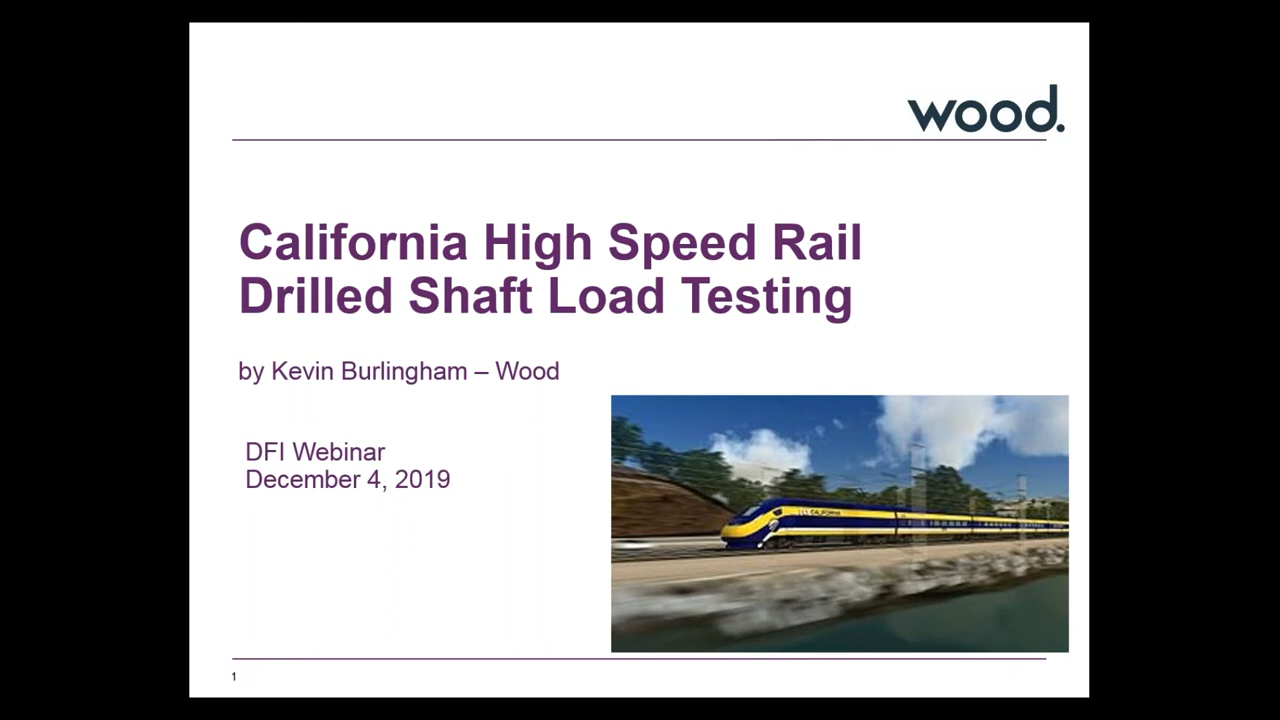 wood.
California High Speed Rail
Drilled Shaft Load Testing
by Kevin Burlingham – Wood
DFI Webinar
December 4, 2019
CALIFORNIA
1